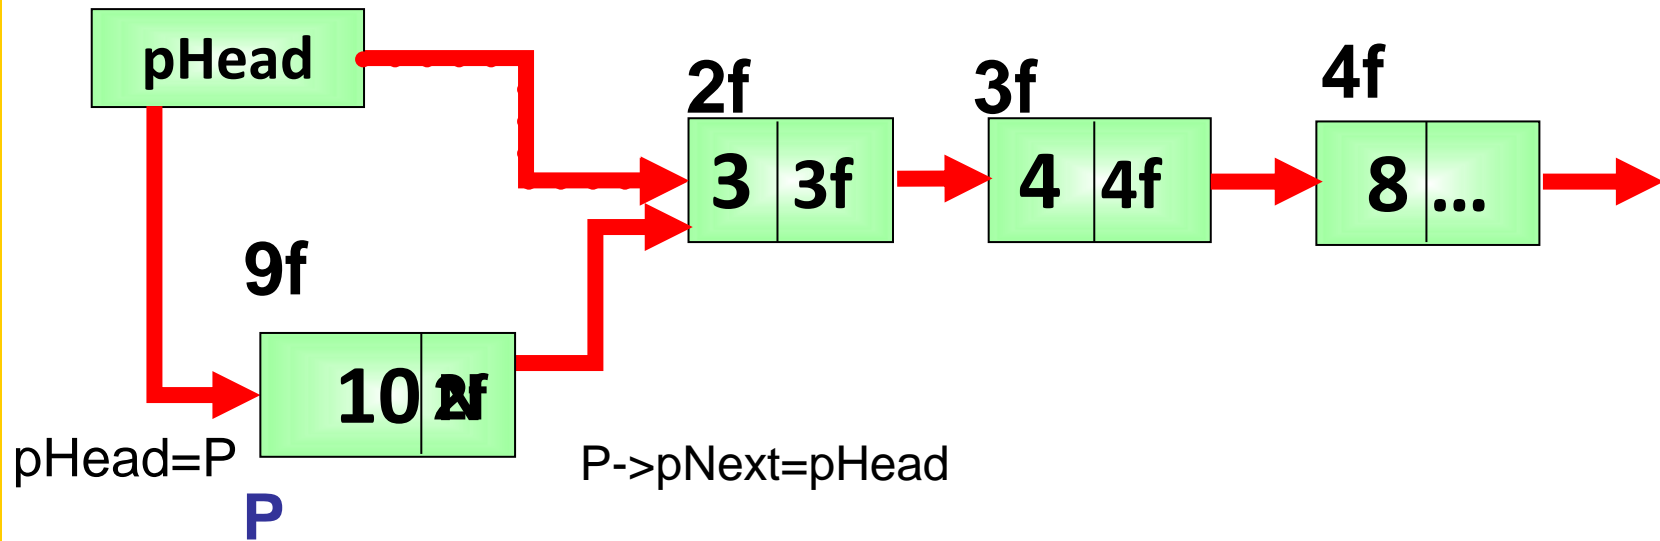 pHead
2f
3f
4f
3 3f
4 4f
8 ...
9f
10
pHead=P
P->pNext=pHead
P